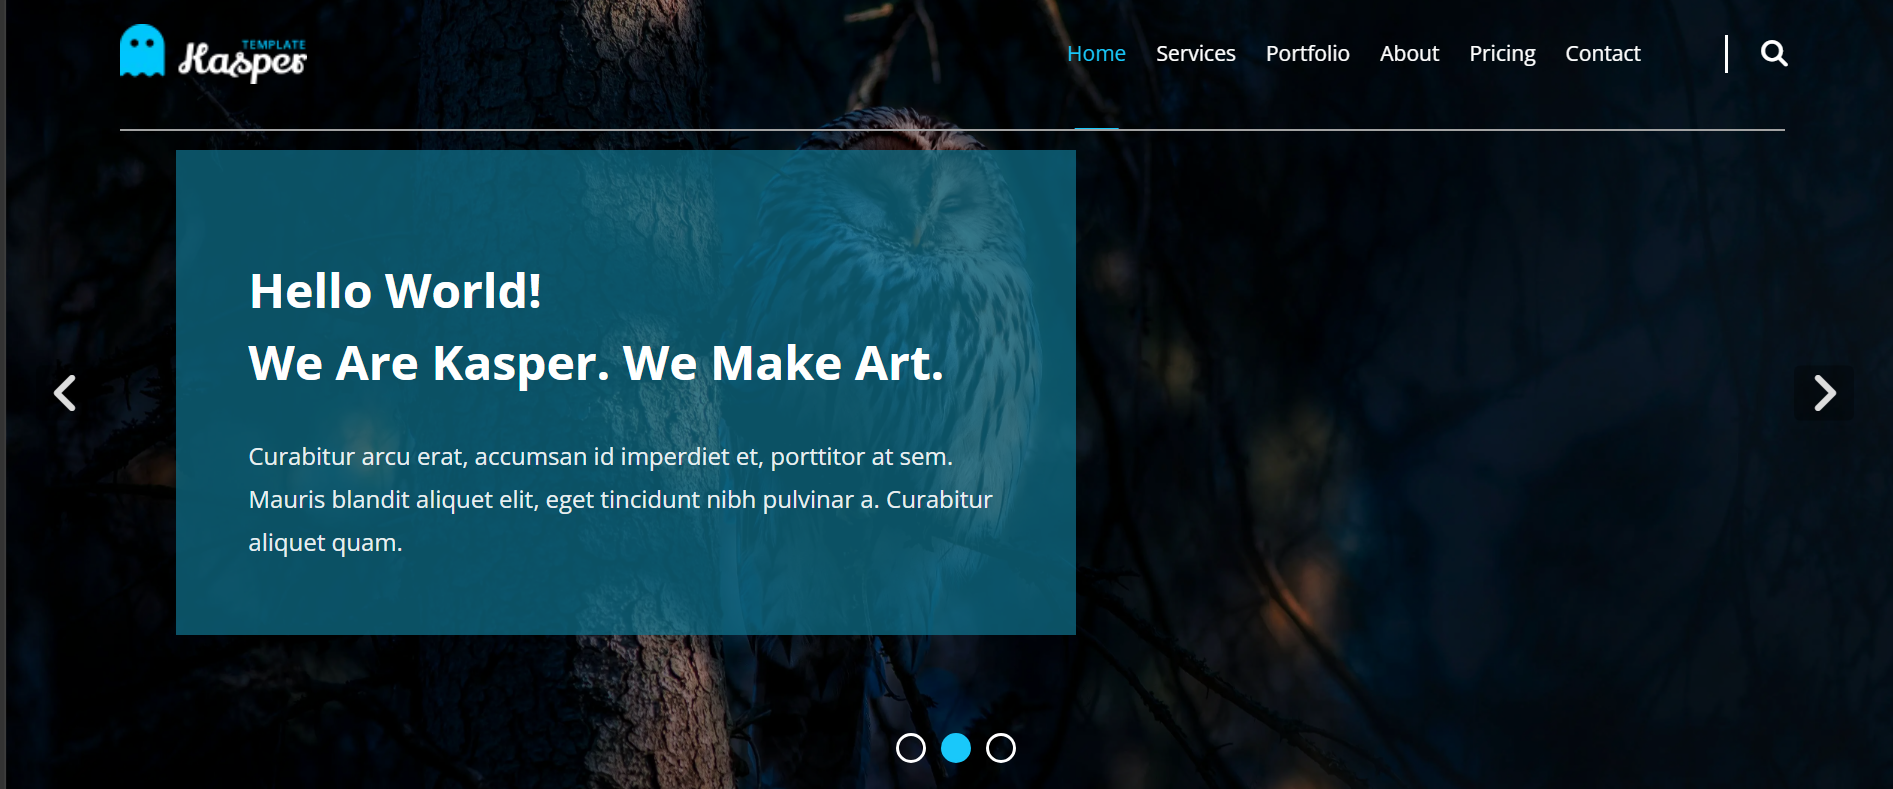 TEMPLATE
Kasper
Home Services Portfolio About Pricing Contact
Hello World!
We Are Kasper. We Make Art.
Curabitur arcu erat, accumsan id imperdiet et, porttitor at sem.
Mauris blandit aliquet elit, eget tincidunt nibh pulvinar a. Curabitur
aliquet quam.